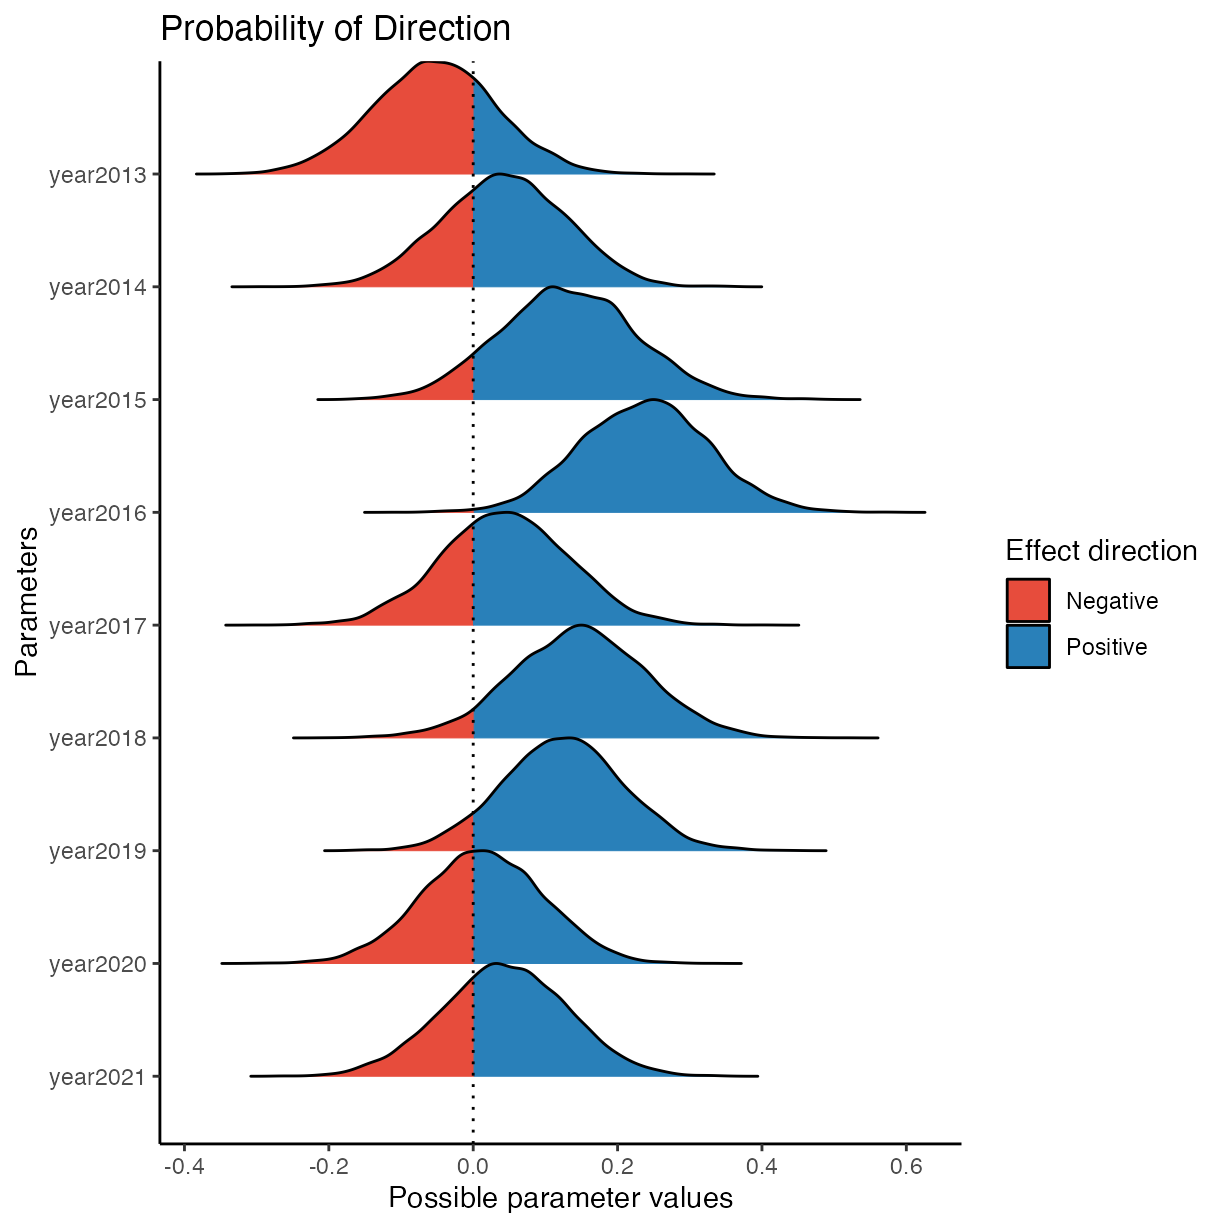 Probability of Direction
Parameters
year2013
year2014
year2015
year2016
year2017
year2018
year2019
year2020
year2021
-0.4 -0.2 0.0 0.2 0.4 0.6
Possible parameter values
Effect direction
Negative
Positive